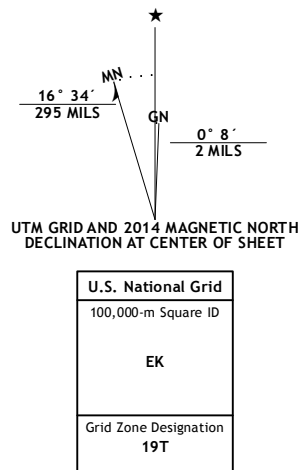 ★
MN
16° 34´
295 MILS
GN
0° 8´
2 MILS
UTM GRID AND 2014 MAGNETIC NORTH
DECLINATION AT CENTER OF SHEET
U.S. National Grid
100,000-m Square ID
EK
Grid Zone Designation
19T